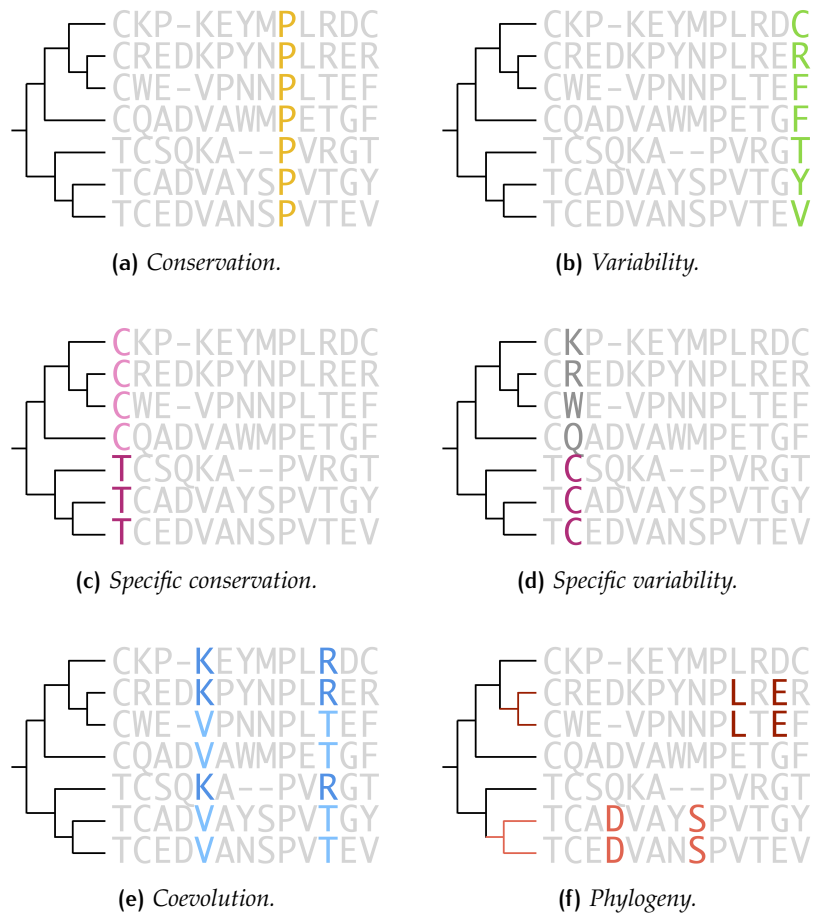 CKP-KEYMPLRDC
CREDKPYNPLRER
CWE-VPNNPLTEF
CQADVAWMPETGF
TCSQKA--PVRGT
TCADVAYSPVTGY
TCEDVANSPVTEV
(a) Conservation.
CKP-KEYMPLRDC
CREDKPYNPLRER
CWE-VPNNPLTEF
CQADVAWMPETGF
TCSQKA--PVRGT
TCADVAYSPVTGY
TCEDVANSPVTEV
(b) Variability.
CKP-KEYMPLRDC
CREDKPYNPLRER
CWE-VPNNPLTEF
CQADVAWMPETGF
TCSQKA--PVRGT
TCADVAYSPVTGY
TCEDVANSPVTEV
(c) Specific conservation.
CKP-KEYMPLRDC
CREDKPYNPLRER
CWE-VPNNPLTEF
CQADVAWMPETGF
TCSQKA--PVRGT
TCADVAYSPVTGY
TCEDVANSPVTEV
(d) Specific variability.
CKP-KEYMPLRDC
CREDKPYNPLRER
CWE-VPNNPLTEF
CQADVAWMPETGF
TCSQKA--PVRGT
TCADVAYSPVTGY
TCEDVANSPVTEV
(e) Coevolution.
CKP-KEYMPLRDC
CREDKPYNPLRER
CWE-VPNNPLTEF
CQADVAWMPETGF
TCSQKA--PVRGT
TCADVAYSPVTGY
TCEDVANSPVTEV
(f) Phylogeny.